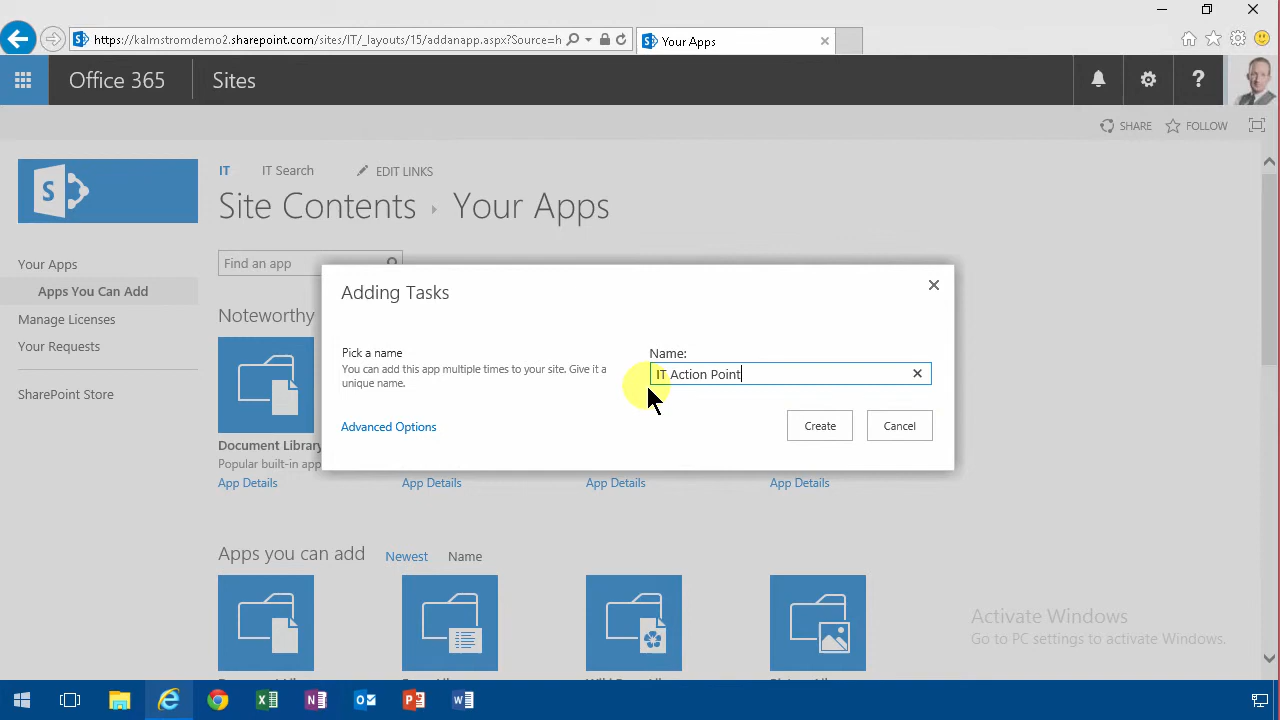 https://kalmstromdemo2.sharepoint.com/sites/IT/_layouts/15/addanapp.aspx?Source=h
Your Apps
Office 365
Sites
?
SHARE
FOLLOW
IT
IT Search
EDIT LINKS
Site Contents
Your Apps
Your Apps
Apps You Can Add
Manage Licenses
Your Requests
SharePoint Store
Find an app
Noteworthy
Adding Tasks
Pick a name
You can add this app multiple times to your site. Give it a
unique name.
Name:
IT Action Point
Advanced Options
Create
Cancel
Document Library
Popular built-in app
App Details
App Details
App Details
App Details
Apps you can add
Newest
Name
Activate Windows
Go to PC settings to activate Windows.